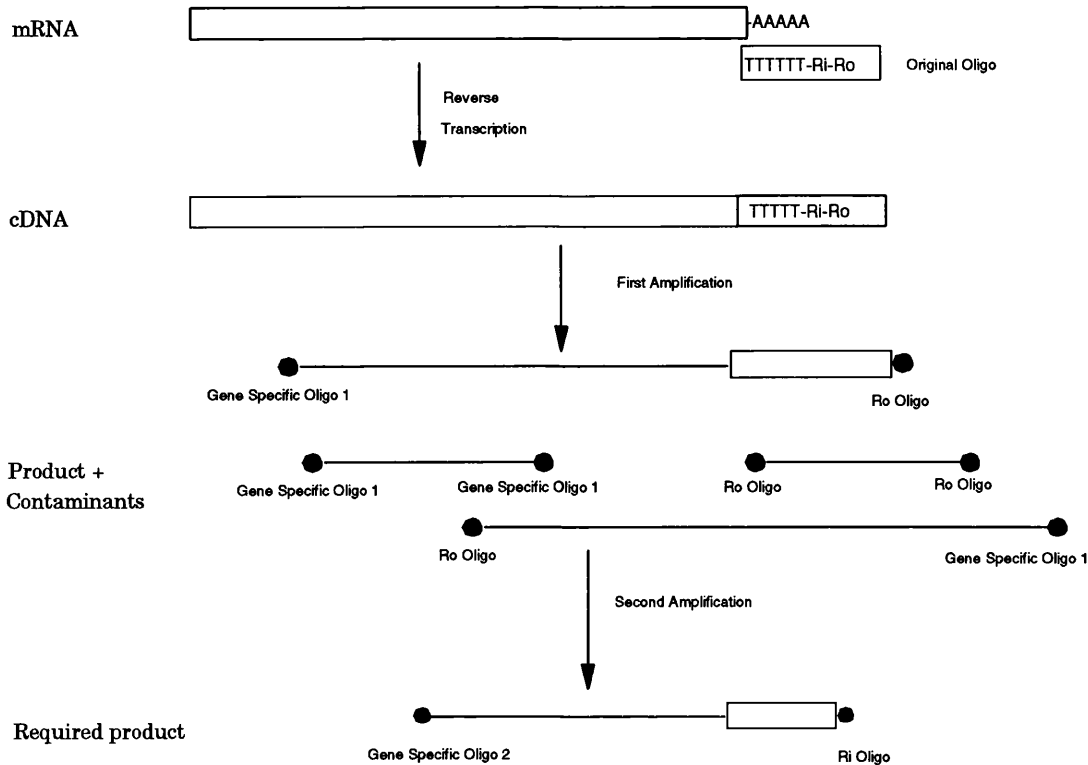 mRNA
-AAAAA
TTTTTT-Ri-Ro
Original Oligo
Reverse
Transcription
cDNA
TTTTT-Ri-Ro
First Amplification
Gene Specific Oligo 1
Ro Oligo
Product +
Contaminants
Gene Specific Oligo 1
Gene Specific Oligo 1
Ro Oligo
Ro Oligo
Ro Oligo
Gene Specific Oligo 1
Second Amplification
Required product
Gene Specific Oligo 2
Ri Oligo